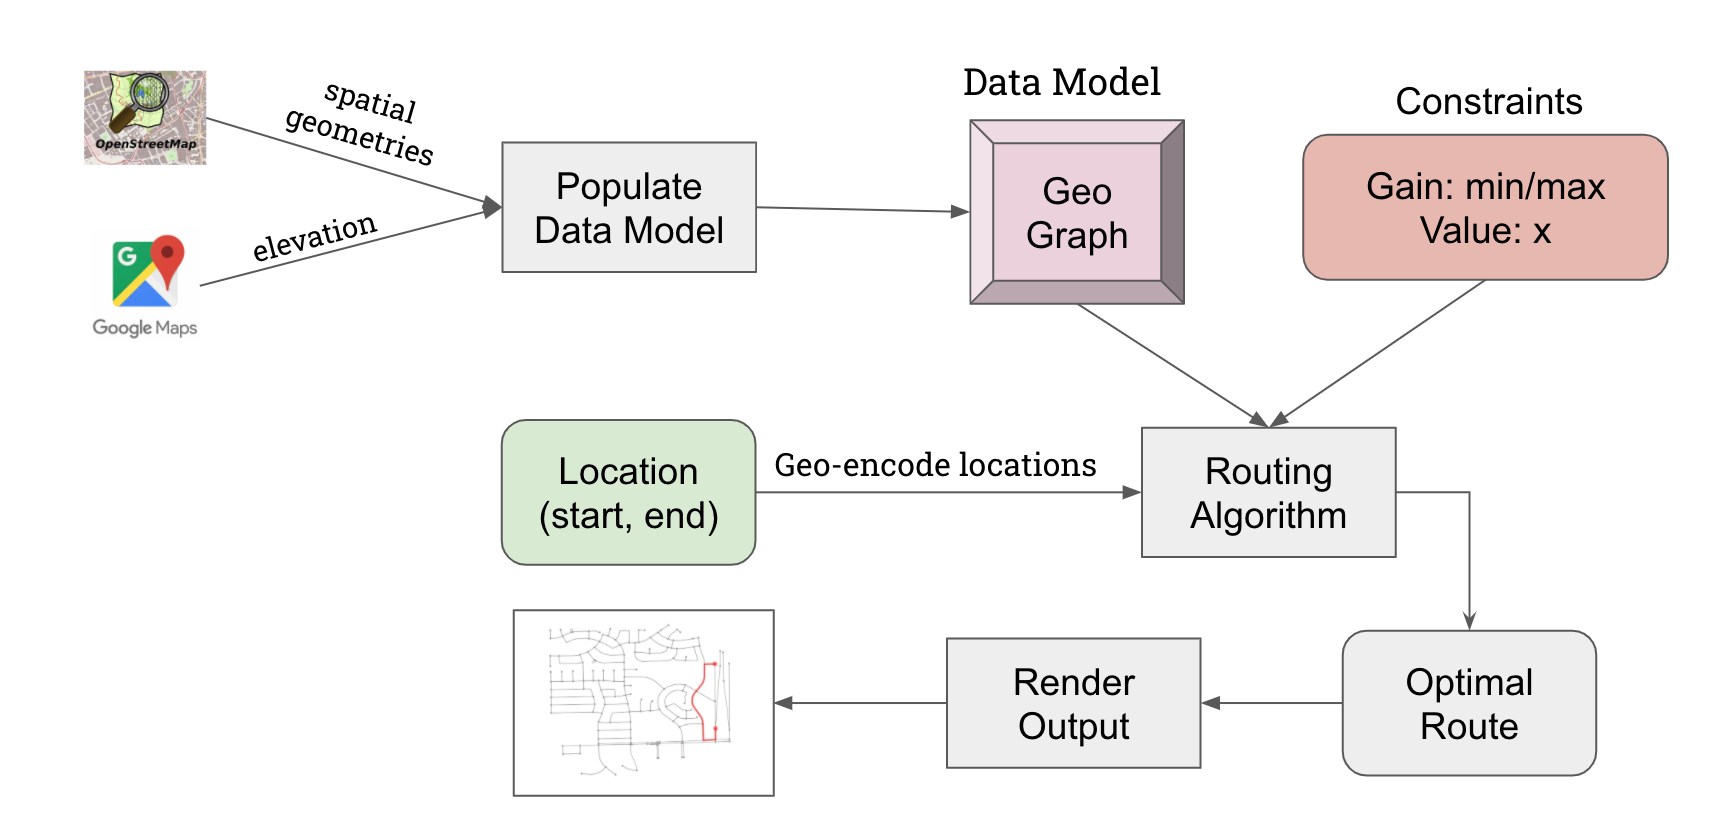 OpenStreetMap
spatial
geometries
elevation
G
Google Maps
Populate
Data Model
Data Model
Geo
Graph
Constraints
Gain: min/max
Value: x
Location
(start, end)
Geo-encode locations
Routing
Algorithm
Optimal
Route
Render
Output